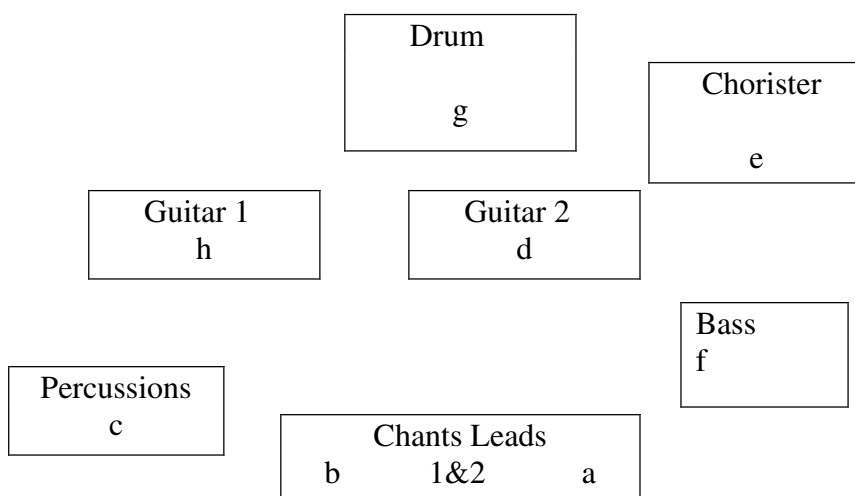 Drum
g
Chorister
e
Guitar 1
h
Guitar 2
d
Bass
f
Percussions
c
Chants Leads
b 1&2 a